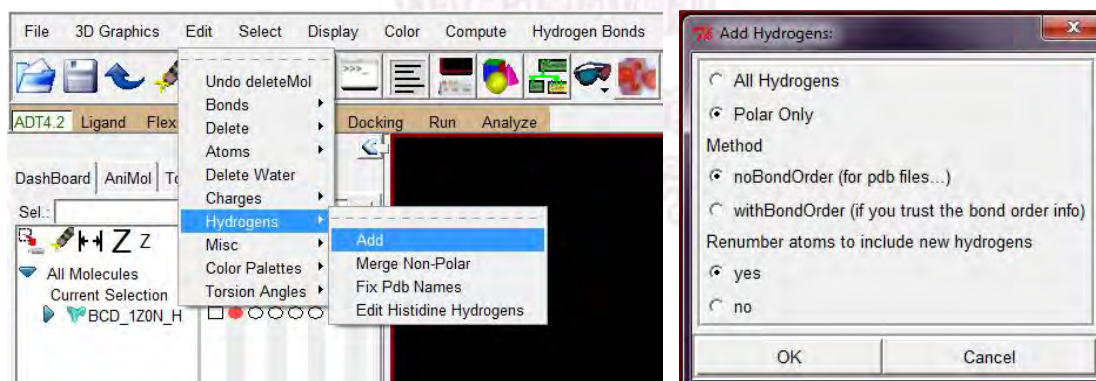 File 3D Graphics Edit Select Display Color Compute Hydrogen Bonds
>>>_
ADT4.2 Ligand Flex Docking Run Analyze
Undo deleteMol
Bonds
Delete
Atoms
Delete Water
Charges
Hydrogens
Misc
Color Palettes
Torsion Angles
Add
Merge Non-Polar
Fix Pdb Names
Edit Histidine Hydrogens
DashBoard AniMol To
Sel.:
Z Z
All Molecules
Current Selection
BCD_1Z0N_H
Add Hydrogens:
All Hydrogens
Polar Only
Method
noBondOrder (for pdb files...)
withBondOrder (if you trust the bond order info)
Renumber atoms to include new hydrogens
yes
no
OK Cancel